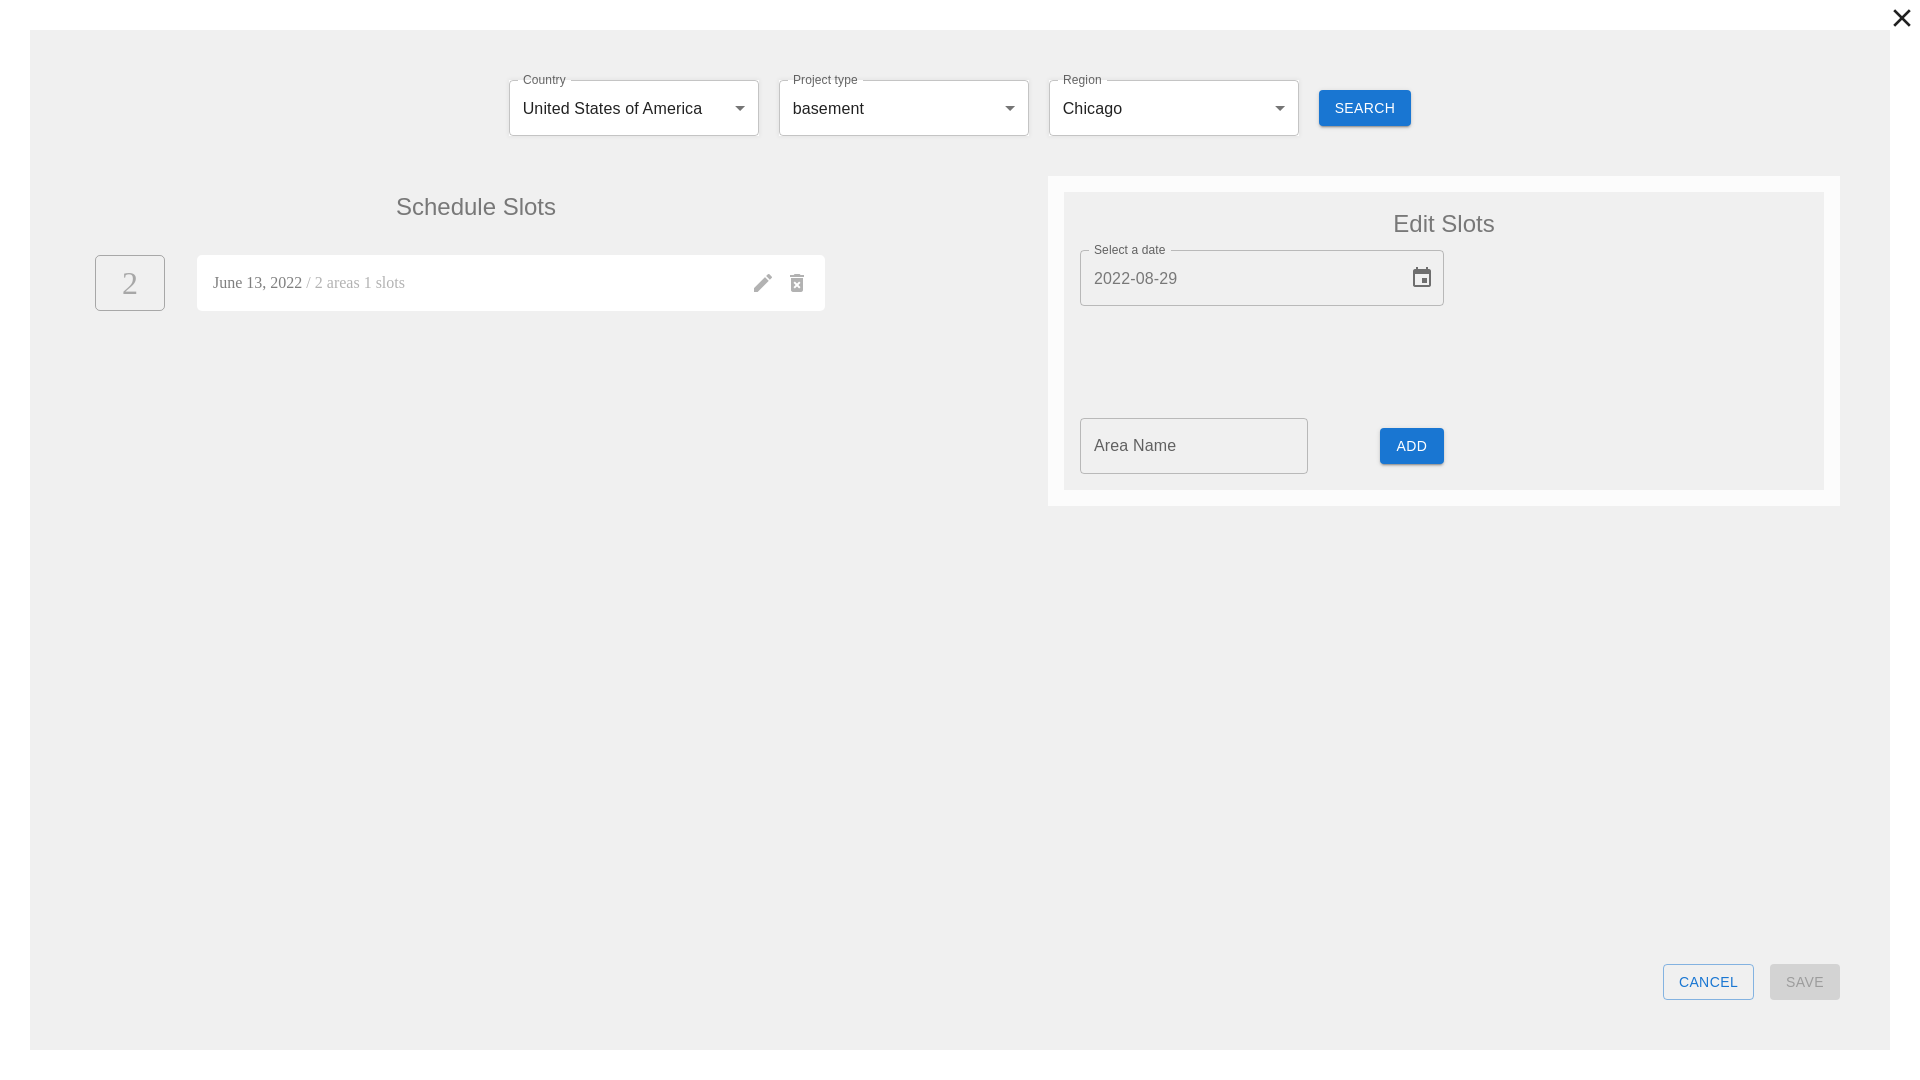 Country
United States of America
Project type
basement
Region
Chicago
SEARCH
Schedule Slots
2
June 13, 2022 / 2 areas 1 slots
Edit Slots
Select a date
2022-08-29
Area Name
ADD
CANCEL
SAVE